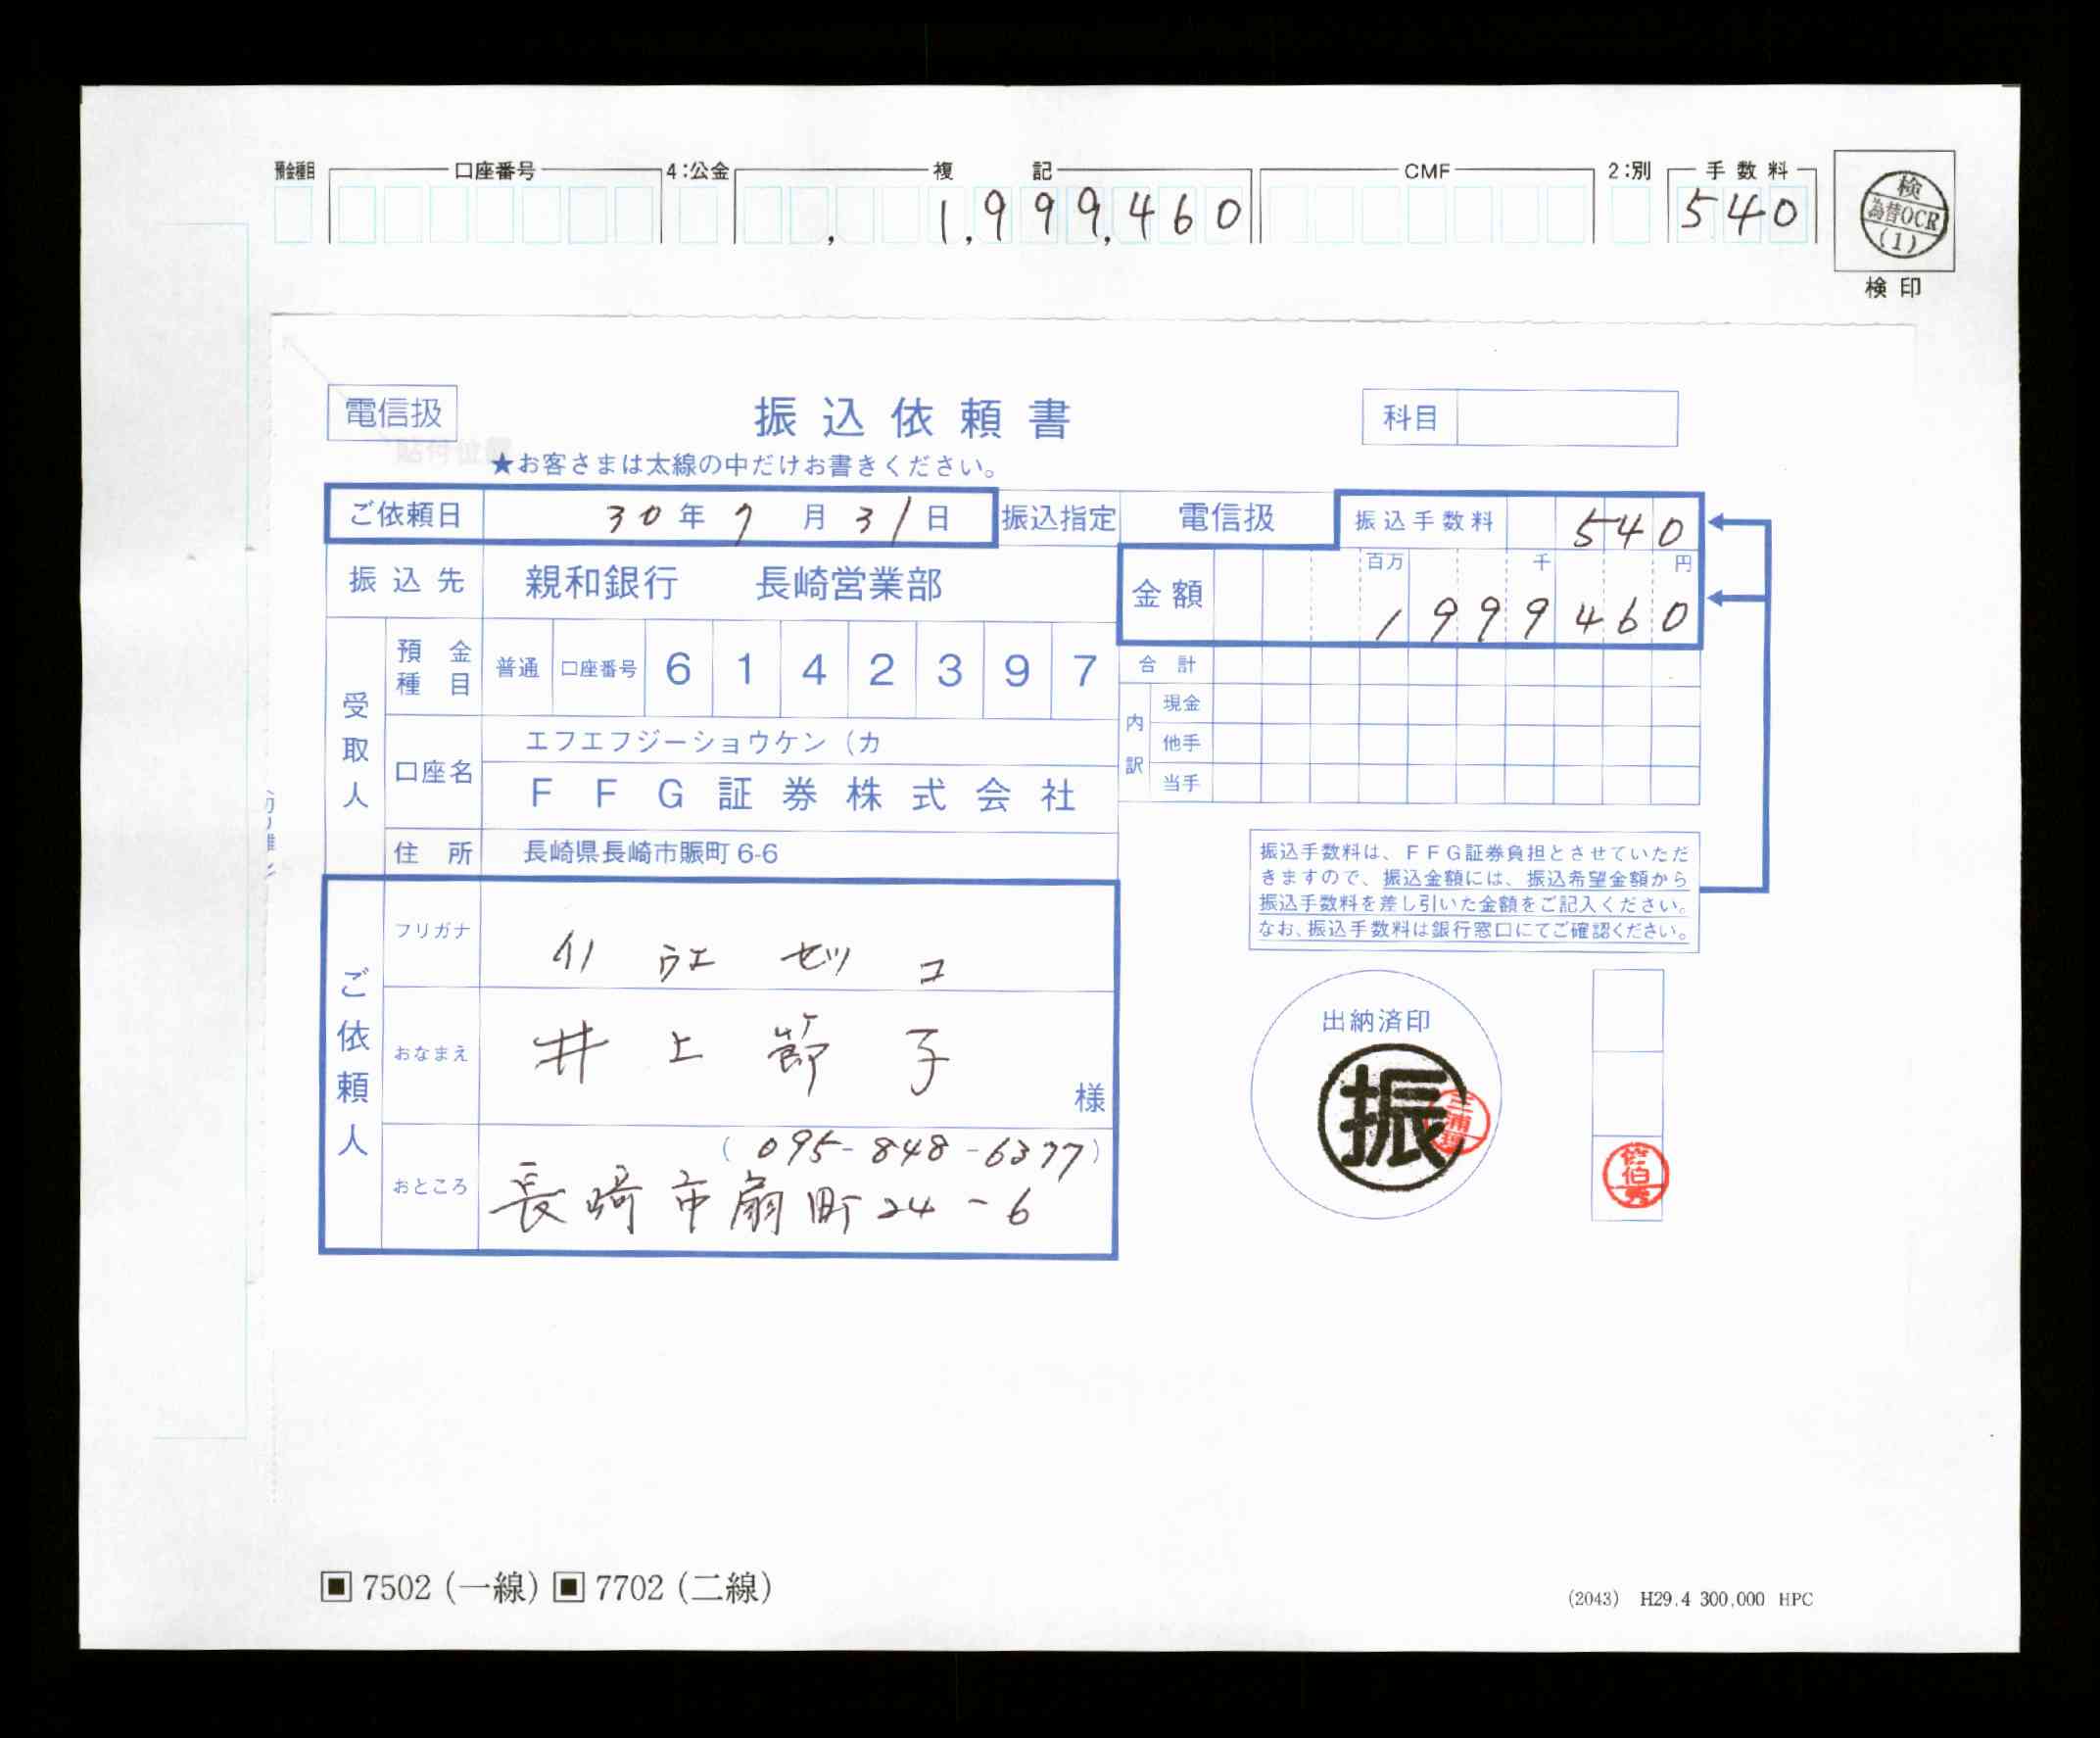 預金種目 口座番号 4:公金 複記 CMF 2:別 手数料
1,999,460 540
検 為替OCR (1)
検印
電信扱 振込依頼書 科目
★お客さまは太線の中だけお書きください。
ご依頼日 30年7月31日 振込指定 電信扱 振込手数料 540
振込先 親和銀行 長崎営業部
金額 百万 千 円
1999460
受取人 預金種目 普通 口座番号 6142397
合計
内訳 現金
他手
当手
口座名 エフエフジーショウケン(カ
FFG証券株式会社
住所 長崎県長崎市賑町6-6
振込手数料は、FFG証券負担とさせていただ
きますので、振込金額には、振込希望金額から
振込手数料を差し引いた金額をご記入ください。
なお、振込手数料は銀行窓口にてご確認ください。
ご依頼人 フリガナ イノ ウエ セツ コ
おなまえ 井上節子 様
おところ (095-848-6377)
長崎市扇町24-6
出納済印
振
佐伯
7502(一線) 7702(二線)
(2043) H29.4 300,000 HPC